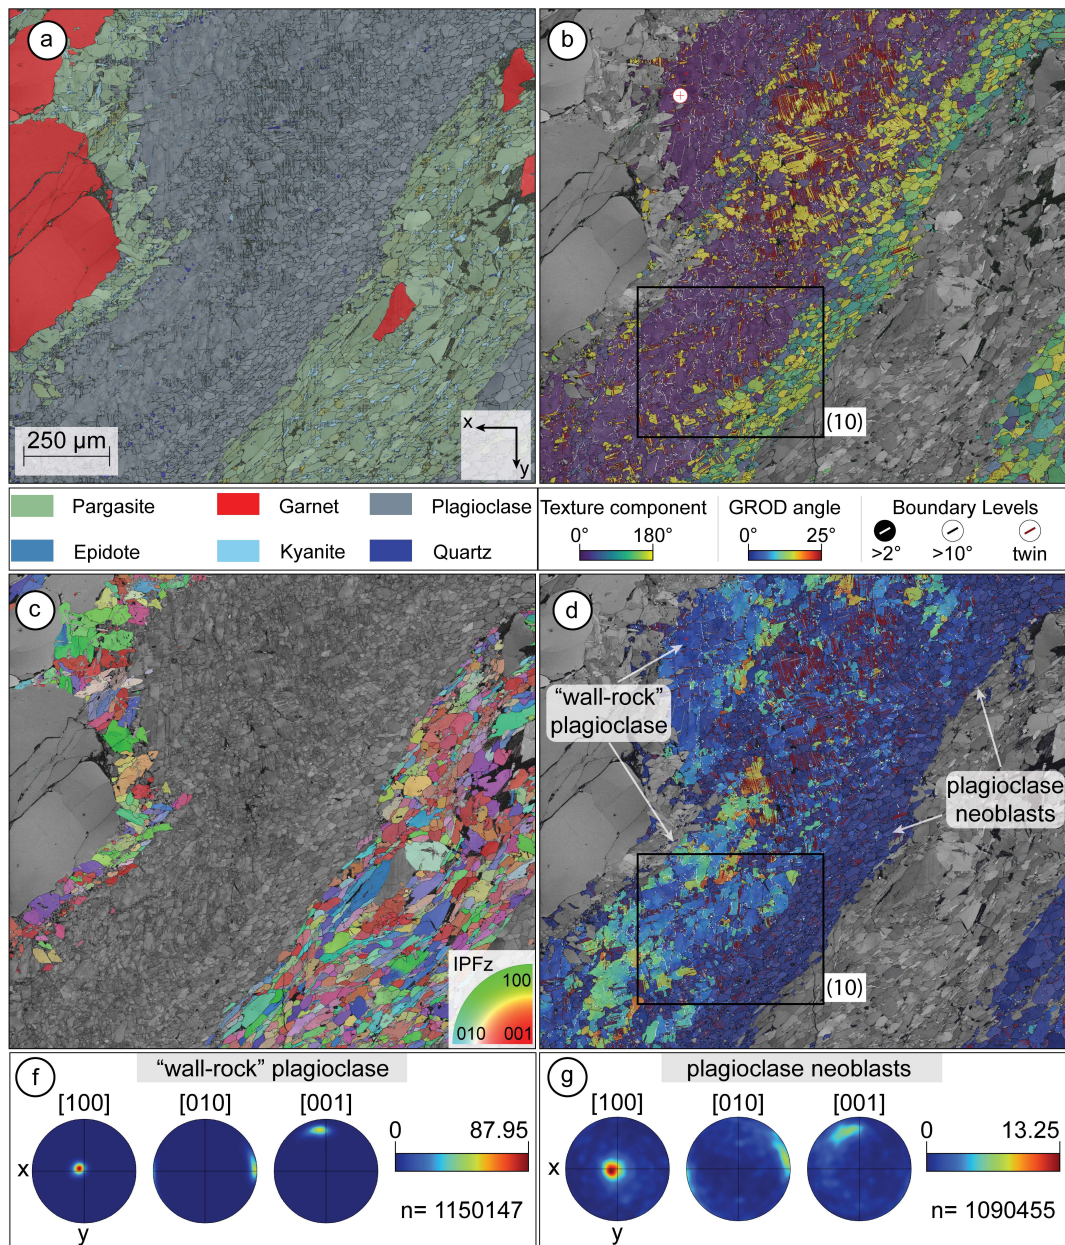 a
b
(10)
250 µm
x
y
Pargasite
Garnet
Plagioclase
Epidote
Kyanite
Quartz
Texture component
0° 180°
GROD angle
0° 25°
Boundary Levels
>2° >10° twin
c
d
"wall-rock"
plagioclase
plagioclase
neoblasts
(10)
IPFz
100
010 001
f
"wall-rock" plagioclase
[100] [010] [001]
0 87.95
x
y
n= 1150147
g
plagioclase neoblasts
[100] [010] [001]
0 13.25
x
y
n= 1090455